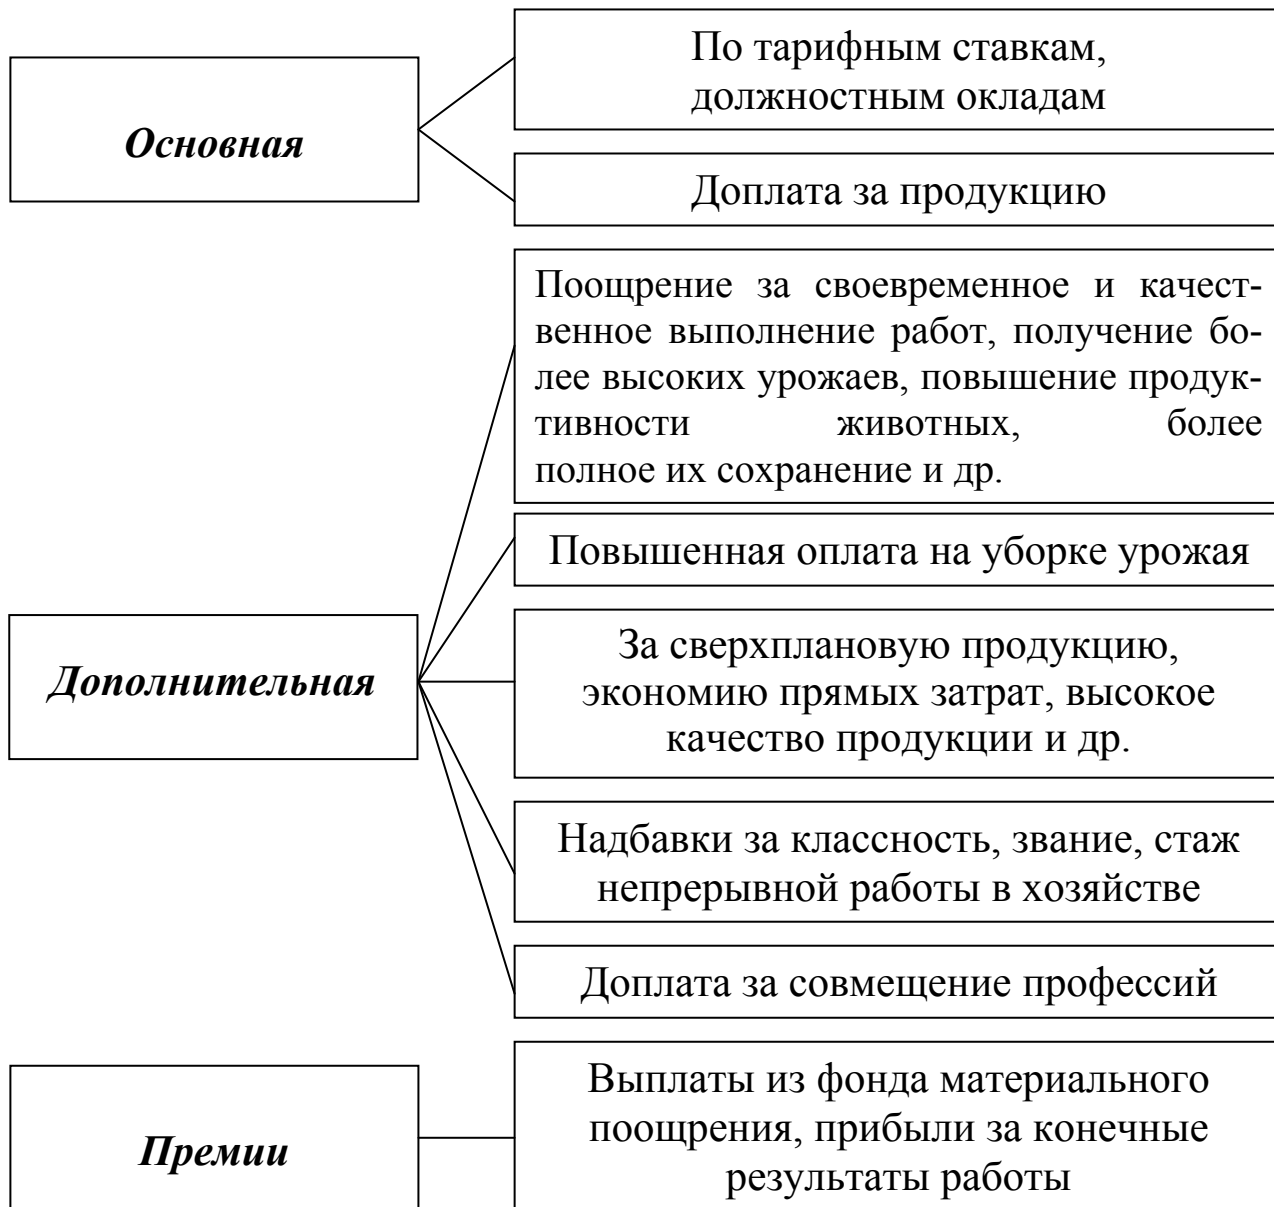 Основная
По тарифным ставкам,
должностным окладам
Доплата за продукцию
Дополнительная
Поощрение за своевременное и качест-
венное выполнение работ, получение бо-
лее высоких урожаев, повышение продук-
тивности животных, более
полное их сохранение и др.
Повышенная оплата на уборке урожая
За сверхплановую продукцию,
экономию прямых затрат, высокое
качество продукции и др.
Надбавки за классность, звание, стаж
непрерывной работы в хозяйстве
Доплата за совмещение профессий
Премии
Выплаты из фонда материального
поощрения, прибыли за конечные
результаты работы